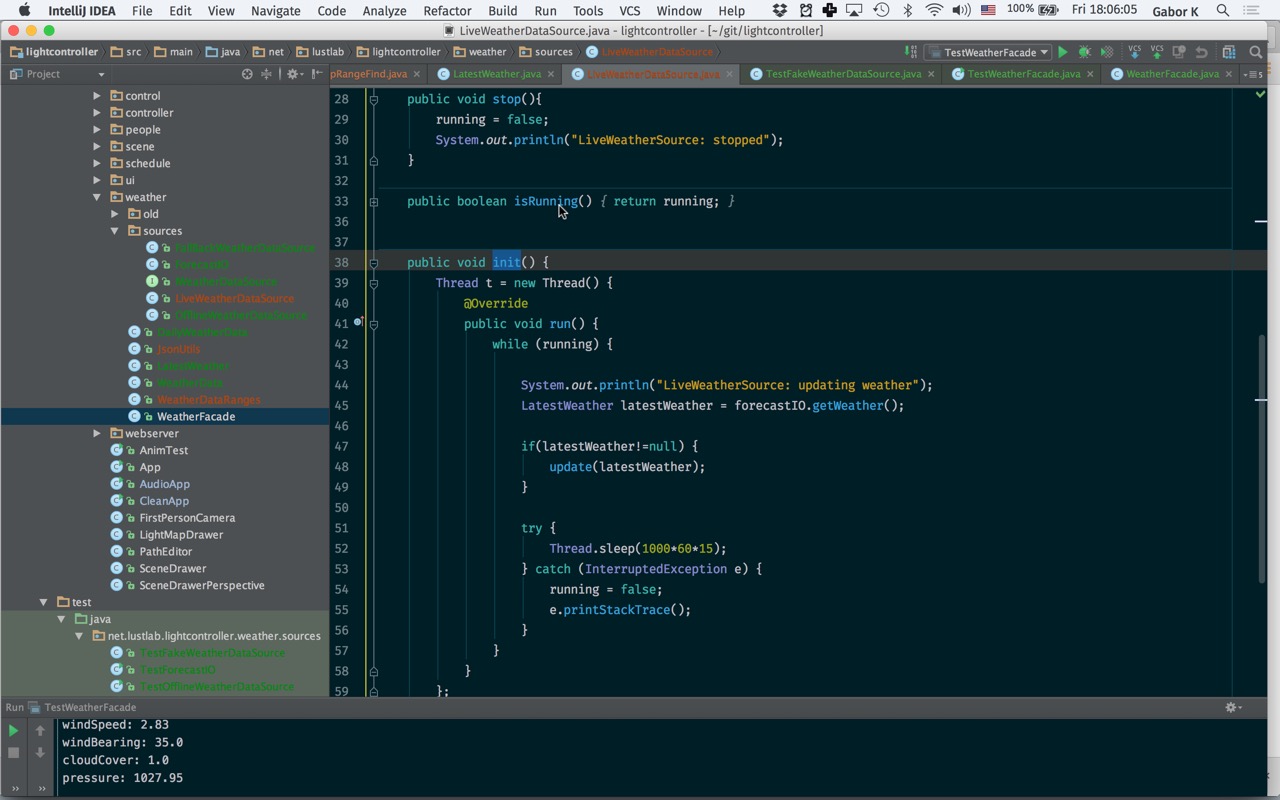 IntelliJ IDEA File Edit View Navigate Code Analyze Refactor Build Run Tools VCS Window Help 100% Fri 18:06:05 Gabor K
LiveWeatherDataSource.java - lightcontroller - [~/git/lightcontroller]
lightcontroller src main java net lustlab lightcontroller weather sources LiveWeatherDataSource TestWeatherFacade VCS VCS
Project
pRangeFind.java LatestWeather.java LiveWeatherDataSource.java TestFakeWeatherDataSource.java TestWeatherFacade.java WeatherFacade.java
control
controller
people
scene
schedule
ui
weather
old
sources
ForecastIO
LiveWeatherDataSource
OfflineWeatherDataSource
DailyWeatherData
JsonUtils
LatestWeather
WeatherData
WeatherDataRanges
WeatherFacade
webserver
AnimTest
App
AudioApp
CleanApp
FirstPersonCamera
LightMapDrawer
PathEditor
SceneDrawer
SceneDrawerPerspective
test
java
net.lustlab.lightcontroller.weather.sources
TestFakeWeatherDataSource
TestForecastIO
TestOfflineWeatherDataSource
28 public void stop(){
29 running = false;
30 System.out.println("LiveWeatherSource: stopped");
31 }
32
33 public boolean isRunning() { return running; }
36
37
38 public void init() {
39 Thread t = new Thread() {
40 @Override
41 public void run() {
42 while (running) {
43
44 System.out.println("LiveWeatherSource: updating weather");
45 LatestWeather latestWeather = forecastIO.getWeather();
46
47 if(latestWeather!=null) {
48 update(latestWeather);
49 }
50
51 try {
52 Thread.sleep(1000*60*15);
53 } catch (InterruptedException e) {
54 running = false;
55 e.printStackTrace();
56 }
57 }
58 }
59 };
Run TestWeatherFacade
windSpeed: 2.83
windBearing: 35.0
cloudCover: 1.0
pressure: 1027.95